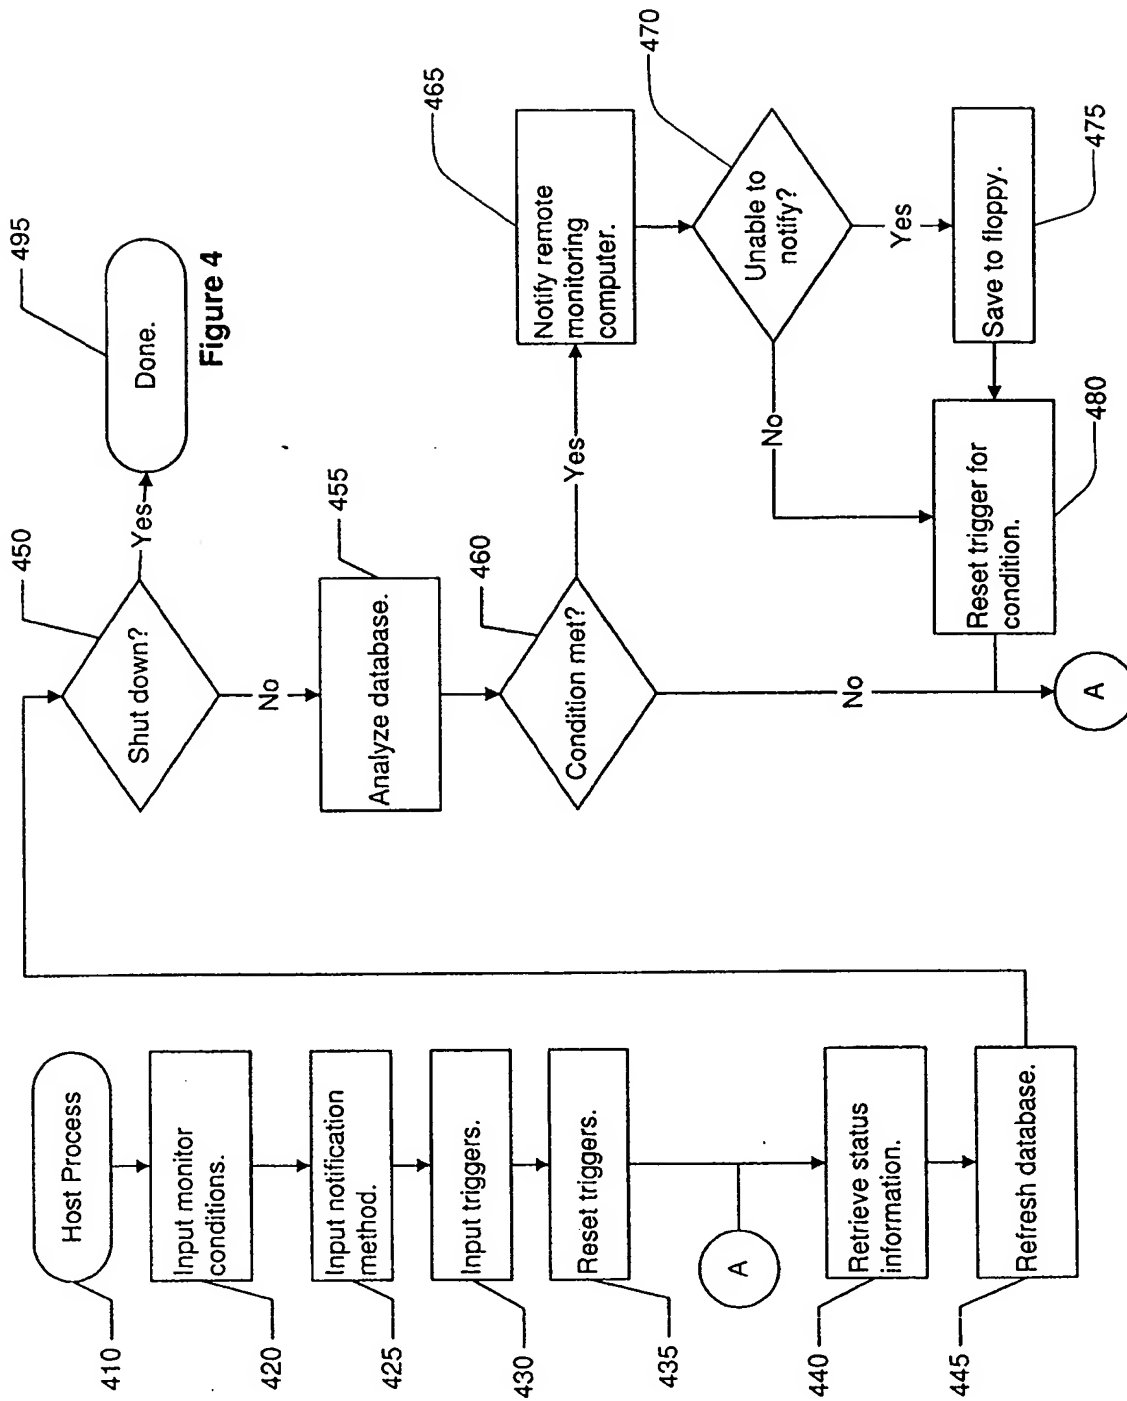 410
Host Process
420
Input monitor
conditions.
425
Input notification
method.
430
Input triggers.
435
Reset triggers.
A
440
Retrieve status
information.
445
Refresh database.
450
Shut down?
Yes
495
Done.
No
455
Analyze database.
460
Condition met?
Yes
465
Notify remote
monitoring
computer.
470
Unable to
notify?
Yes
475
Save to floppy.
No
480
Reset trigger for
condition.
No
A
Figure 4